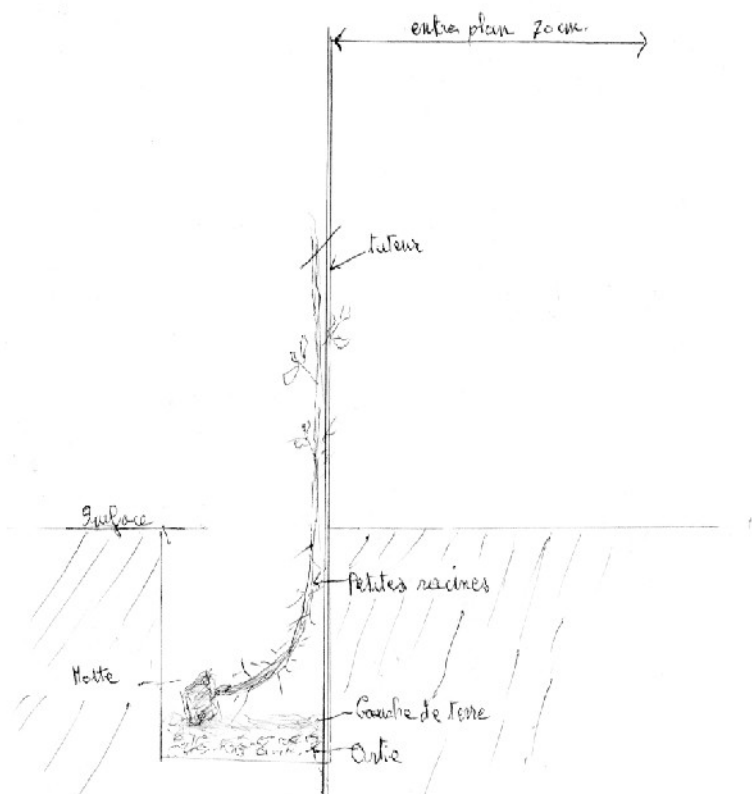 entre plan 70 cm.
tuteur
Surface
Petites racines
Motte
Couche de terre
Ortie